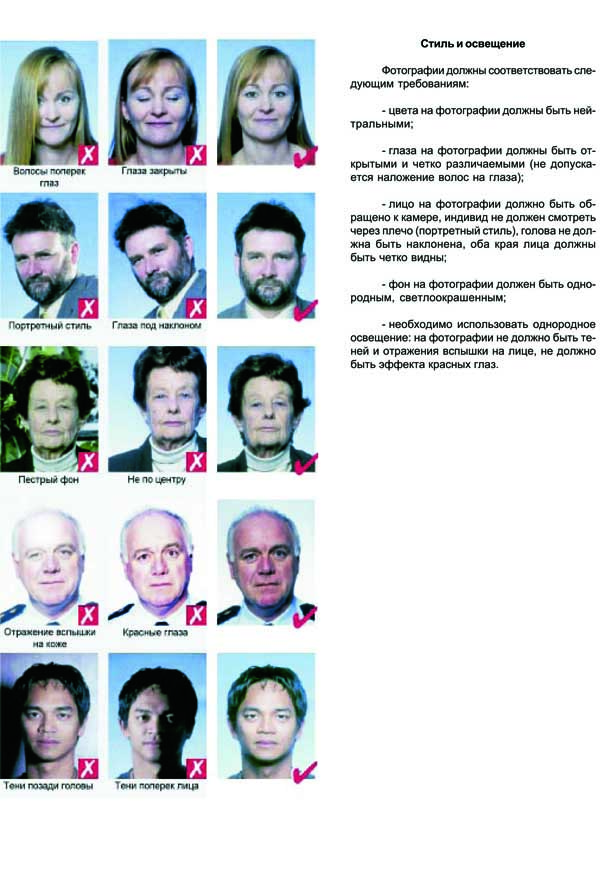 Стиль и освещение
Фотографии должны соответствовать сле-
дующим требованиям:
- цвета на фотографии должны быть ней-
тральными;
- глаза на фотографии должны быть от-
крытыми и четко различаемыми (не допуска-
ется наложение волос на глаза);
- лицо на фотографии должно быть об-
ращено к камере, индивид не должен смотреть
через плечо (портретный стиль), голова не дол-
жна быть наклонена, оба края лица должны
быть четко видны;
- фон на фотографии должен быть одно-
родным, светлоокрашенным;
- необходимо использовать однородное
освещение: на фотографии не должно быть те-
ней и отражения вспышки на лице, не должно
быть эффекта красных глаз.
Волосы поперек
глаз
Глаза закрыты
Портретный стиль
Глаза под наклоном
Пестрый фон
Не по центру
Отражение вспышки
на коже
Красные глаза
Тени позади головы
Тени поперек лица